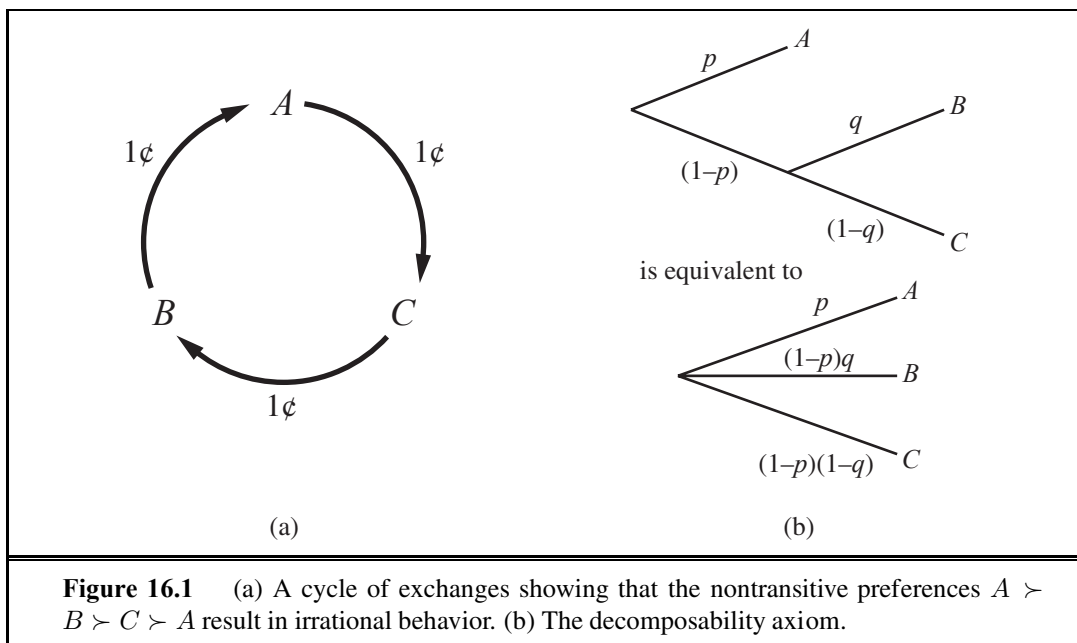 A
1¢
1¢
B
C
1¢
(a)
A
p
q
B
(1–p)
(1–q)
C
is equivalent to
A
p
(1–p)q
B
(1–p)(1–q)
C
(b)
Figure 16.1 (a) A cycle of exchanges showing that the nontransitive preferences A ≻
B ≻ C ≻ A result in irrational behavior. (b) The decomposability axiom.